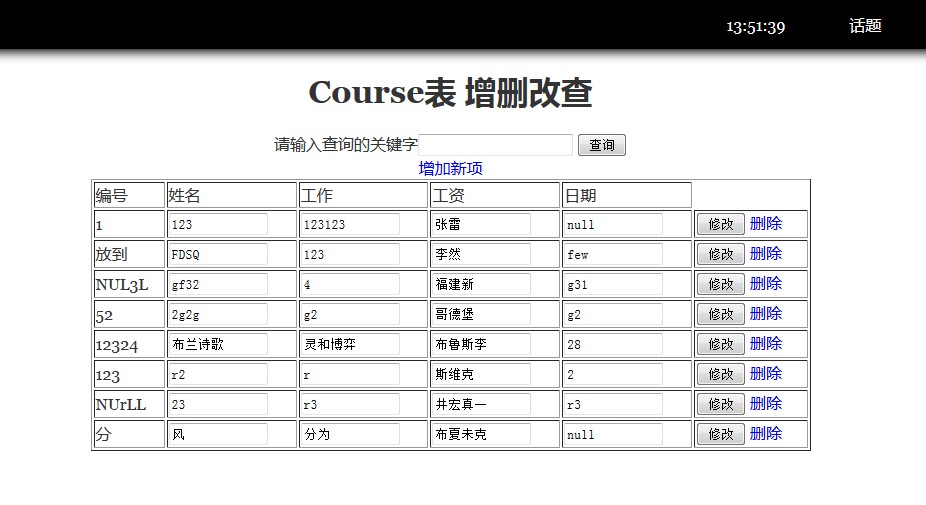 13:51:39 话题
Course表 增删改查
请输入查询的关键字 查询
增加新项
编号 姓名 工作 工资 日期
1 123 123123 张雷 null 修改 删除
放到 FDSQ 123 李然 few 修改 删除
NUL3L gf32 4 福建新 g31 修改 删除
52 2g2g g2 哥德堡 g2 修改 删除
12324 布兰诗歌 灵和博弈 布鲁斯李 28 修改 删除
123 r2 r 斯维克 2 修改 删除
NUrLL 23 r3 井宏真一 r3 修改 删除
分 风 分为 布夏未克 null 修改 删除